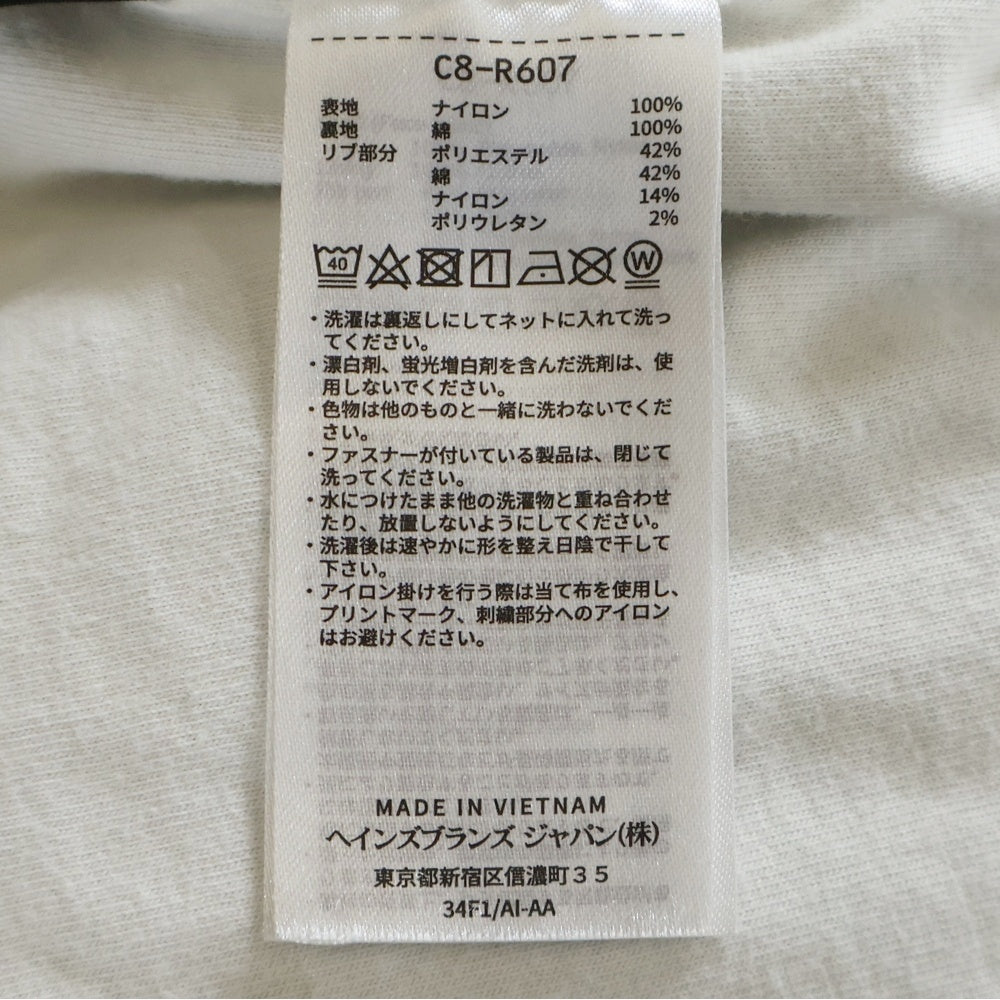 C8-R607
表地 ナイロン 100%
裏地 綿 100%
リブ部分 ポリエステル 42%
綿 42%
ナイロン 14%
ポリウレタン 2%
40 W
・洗濯は裏返しにしてネットに入れて洗っ
てください。
・漂白剤、蛍光増白剤を含んだ洗剤は、使
用しないでください。
・色物は他のものと一緒に洗わないでくだ
さい。
・ファスナーが付いている製品は、閉じて
洗ってください。
・水につけたまま他の洗濯物と重ね合わせ
たり、放置しないようにしてください。
・洗濯後は速やかに形を整え日陰で干して
下さい。
・アイロン掛けを行う際は当て布を使用し、
プリントマーク、刺繍部分へのアイロン
はお避けください。
MADE IN VIETNAM
ヘインズブランズ ジャパン(株)
東京都新宿区信濃町３５
34F1/AI-AA